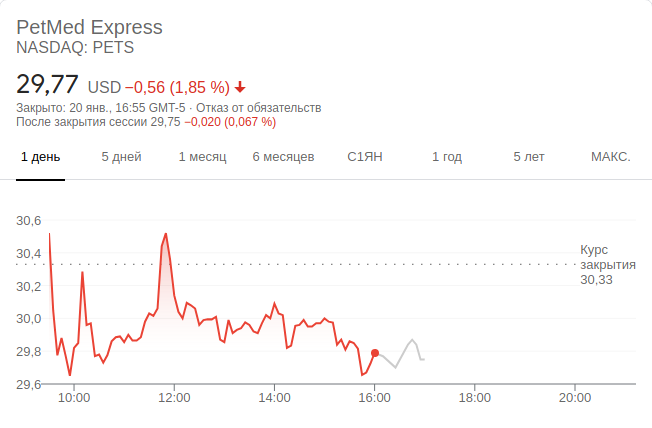 PetMed Express
NASDAQ: PETS
29,77 USD −0,56 (1,85 %)
Закрыто: 20 янв., 16:55 GMT-5 · Отказ от обязательств
После закрытия сессии 29,75 −0,020 (0,067 %)
1 день 5 дней 1 месяц 6 месяцев С1ЯН 1 год 5 лет МАКС.
30,6
30,4
30,2
30,0
29,8
29,6
Курс
закрытия
30,33
10:00 12:00 14:00 16:00 18:00 20:00